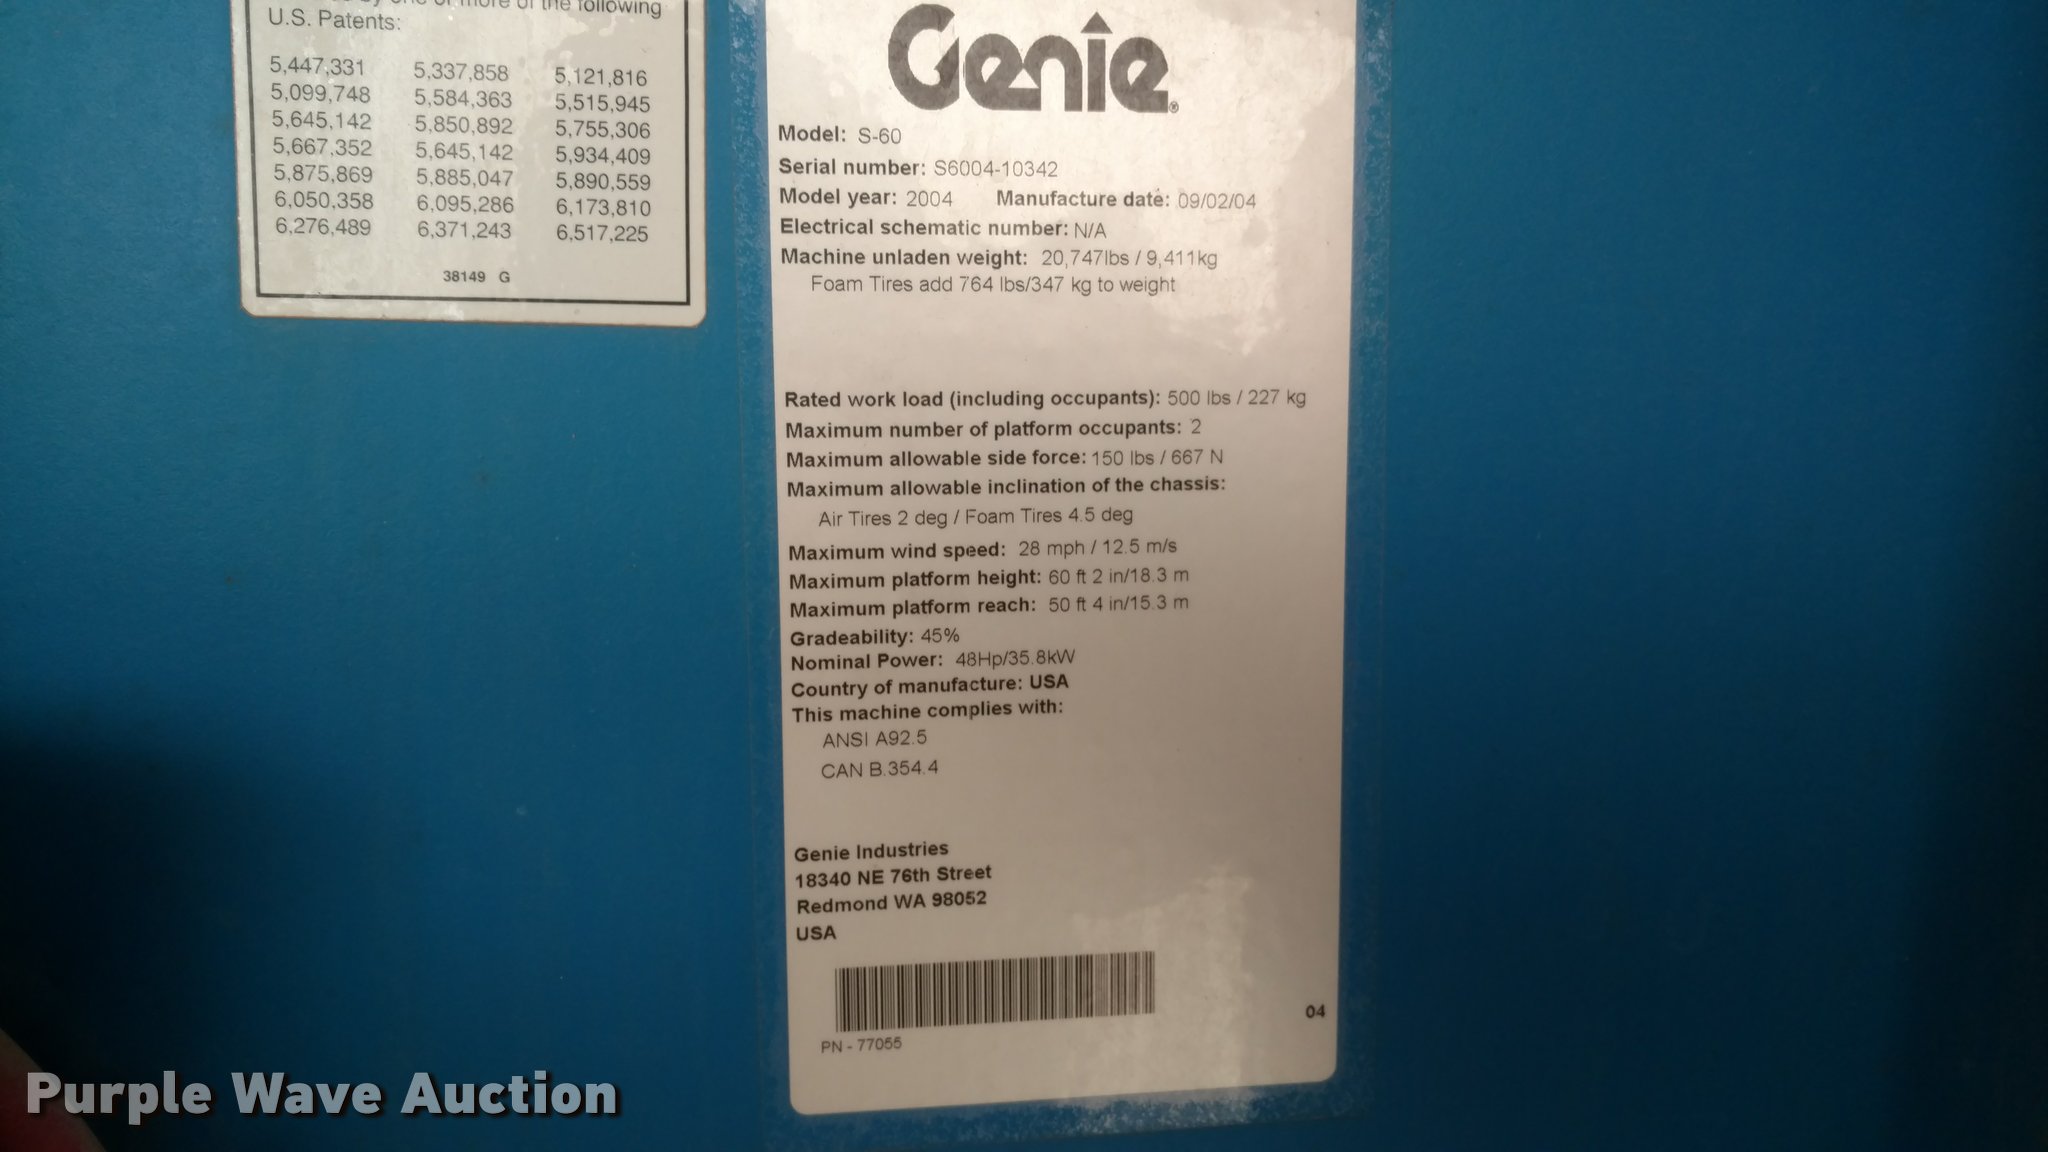 of the following
U.S. Patents:
5,447,331 5,337,858 5,121,816
5,099,748 5,584,363 5,515,945
5,645,142 5,850,892 5,755,306
5,667,352 5,645,142 5,934,409
5,875,869 5,885,047 5,890,559
6,050,358 6,095,286 6,173,810
6,276,489 6,371,243 6,517,225
38149 G
Genie®
Model: S-60
Serial number: S6004-10342
Model year: 2004 Manufacture date: 09/02/04
Electrical schematic number: N/A
Machine unladen weight: 20,747lbs / 9,411kg
Foam Tires add 764 lbs/347 kg to weight
Rated work load (including occupants): 500 lbs / 227 kg
Maximum number of platform occupants: 2
Maximum allowable side force: 150 lbs / 667 N
Maximum allowable inclination of the chassis:
Air Tires 2 deg / Foam Tires 4.5 deg
Maximum wind speed: 28 mph / 12.5 m/s
Maximum platform height: 60 ft 2 in/18.3 m
Maximum platform reach: 50 ft 4 in/15.3 m
Gradeability: 45%
Nominal Power: 48Hp/35.8kW
Country of manufacture: USA
This machine complies with:
ANSI A92.5
CAN B.354.4
Genie Industries
18340 NE 76th Street
Redmond WA 98052
USA
04
PN - 77055
Purple Wave Auction